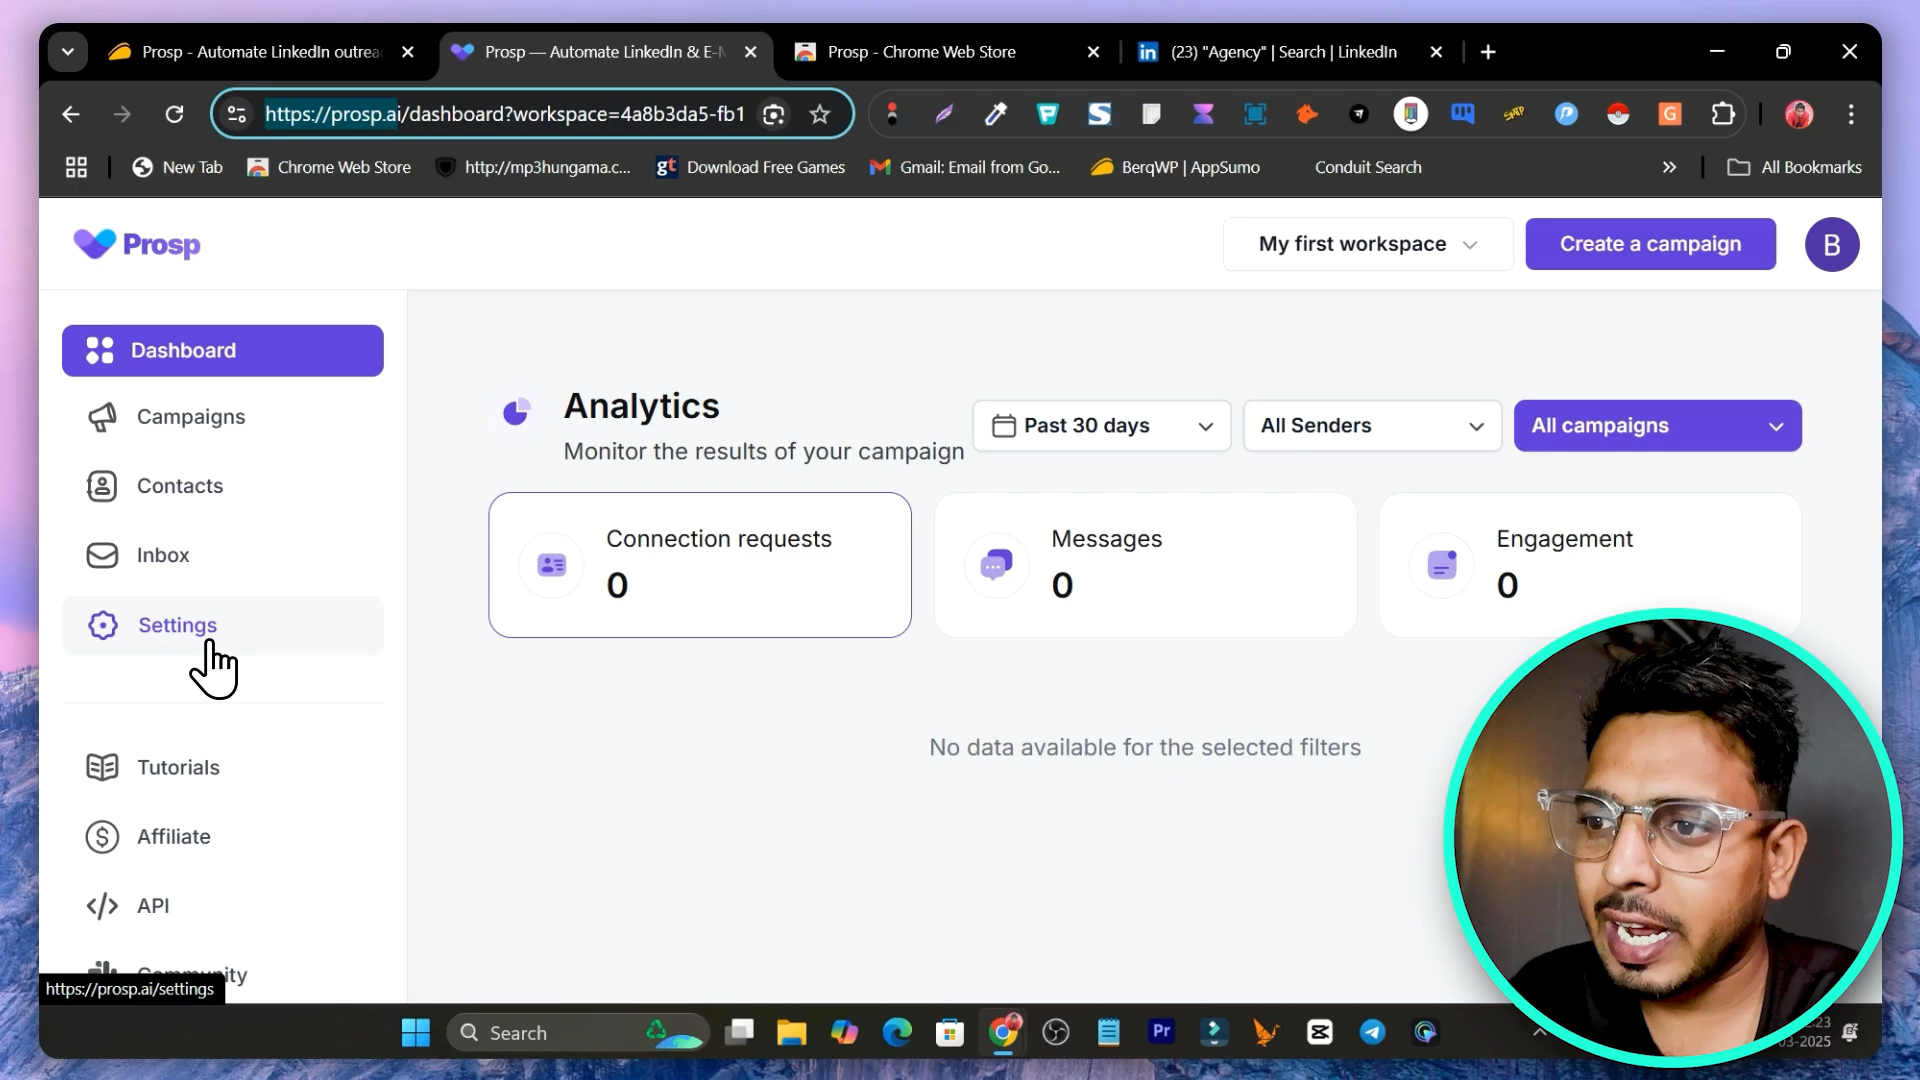 Prosp - Automate LinkedIn outrea
Prosp — Automate LinkedIn & E-M
Prosp - Chrome Web Store
(23) "Agency" | Search | LinkedIn
https://prosp.ai/dashboard?workspace=4a8b3da5-fb1
New Tab
Chrome Web Store
http://mp3hungama.c...
Download Free Games
Gmail: Email from Go...
BerqWP | AppSumo
Conduit Search
All Bookmarks
Prosp
My first workspace
Create a campaign
B
Dashboard
Campaigns
Contacts
Inbox
Settings
Tutorials
Affiliate
API
Community
https://prosp.ai/settings
Analytics
Monitor the results of your campaign
Past 30 days
All Senders
All campaigns
Connection requests
0
Messages
0
Engagement
0
No data available for the selected filters
Search
03-2025